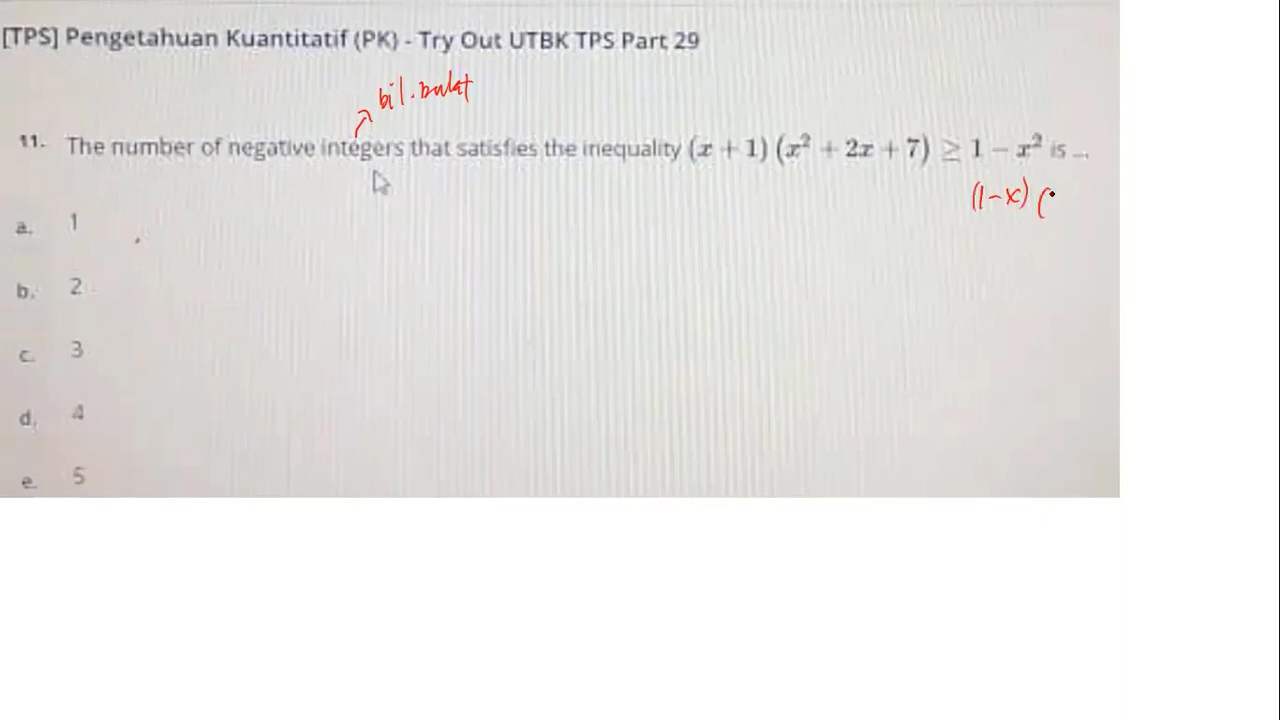 [TPS] Pengetahuan Kuantitatif (PK) - Try Out UTBK TPS Part 29
bil. bulat
11. The number of negative integers that satisfies the inequality (x + 1) (x² + 2x + 7) ≥ 1 − x² is ...
(1-x) (
a. 1
b. 2
c. 3
d. 4
e. 5